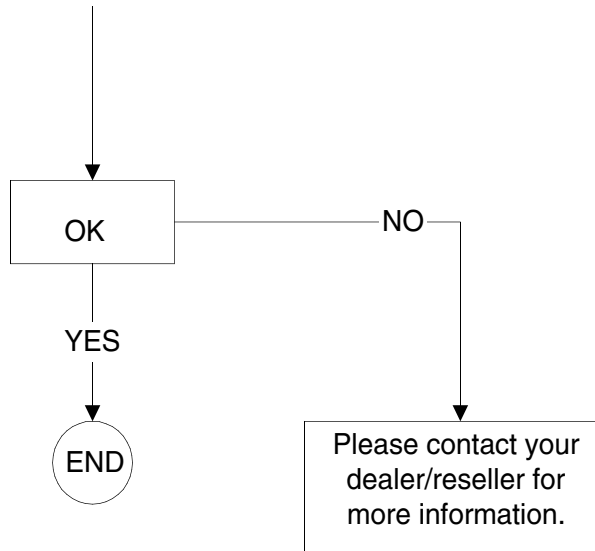 OK
NO
YES
END
Please contact your
dealer/reseller for
more information.